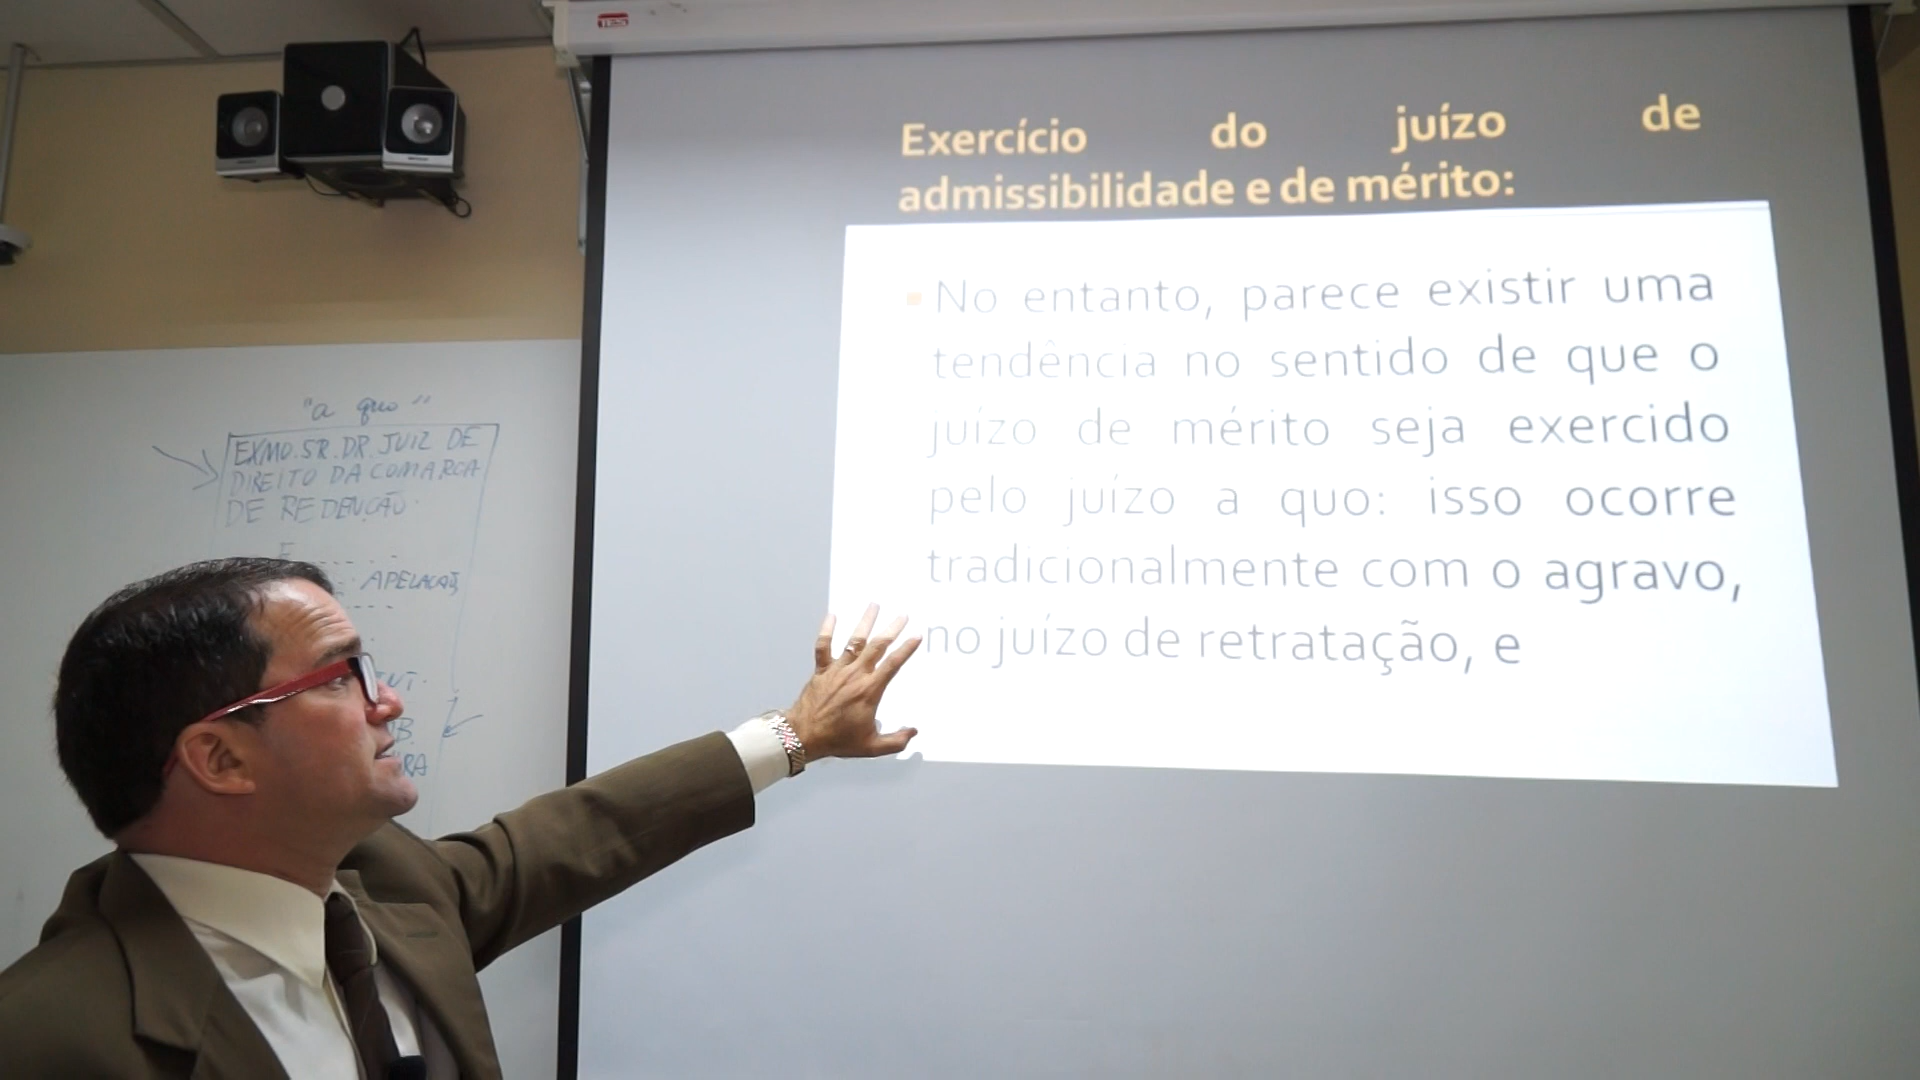 TES
Exercício do juízo de
admissibilidade e de mérito:
No entanto, parece existir uma
tendência no sentido de que o
juízo de mérito seja exercido
pelo juízo a quo: isso ocorre
tradicionalmente com o agravo,
no juízo de retratação, e
"a quo"
EXMO. SR. DR. JUIZ DE
DIREITO DA COMARCA
DE REDENÇÃO
APELAÇÃO